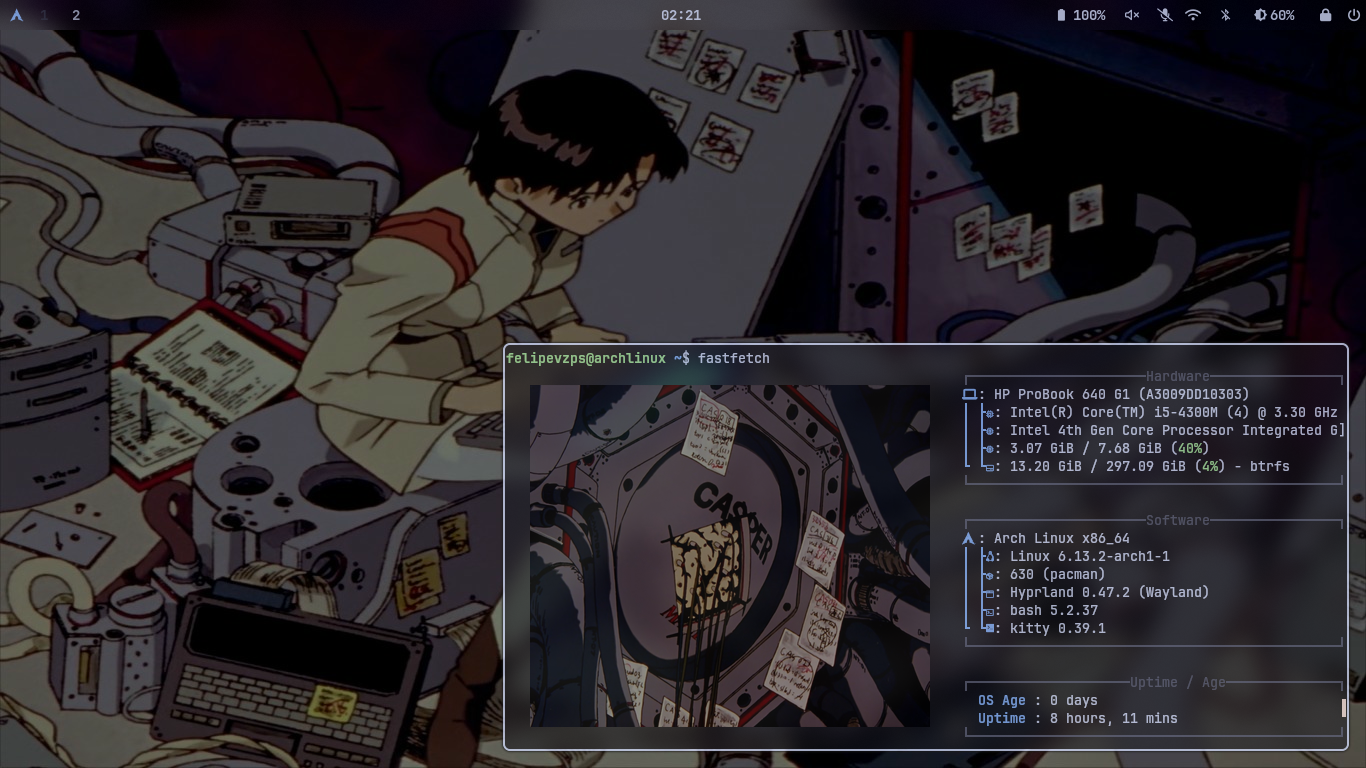 1 2 02:21 100% 60%
felipevzps@archlinux ~$ fastfetch
Hardware
: HP ProBook 640 G1 (A3009DD10303)
: Intel(R) Core(TM) i5-4300M (4) @ 3.30 GHz
: Intel 4th Gen Core Processor Integrated G]
: 3.07 GiB / 7.68 GiB (40%)
: 13.20 GiB / 297.09 GiB (4%) - btrfs
Software
: Arch Linux x86_64
: Linux 6.13.2-arch1-1
: 630 (pacman)
: Hyprland 0.47.2 (Wayland)
: bash 5.2.37
: kitty 0.39.1
Uptime / Age
OS Age : 0 days
Uptime : 8 hours, 11 mins
CASPER